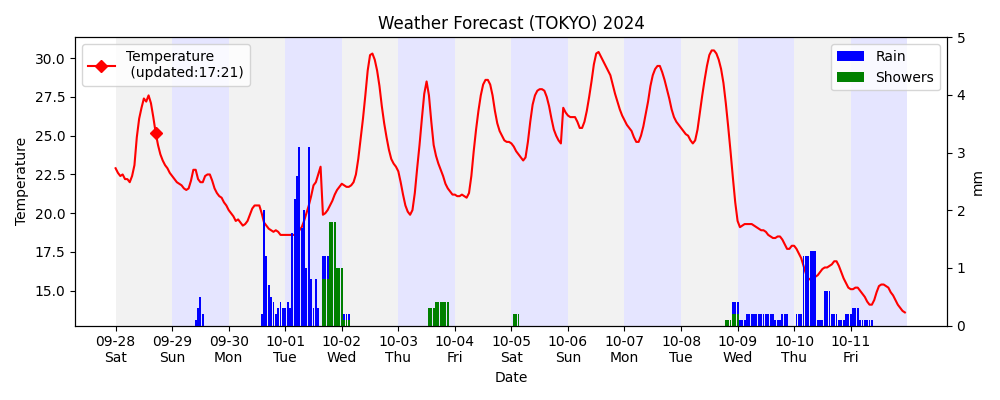 Weather Forecast (TOKYO) 2024
Temperature
(updated:17:21)
Rain
Showers
30.0
27.5
25.0
22.5
20.0
17.5
15.0
Temperature
5
4
3
2
1
0
mm
09-28 09-29 09-30 10-01 10-02 10-03 10-04 10-05 10-06 10-07 10-08 10-09 10-10 10-11
Sat Sun Mon Tue Wed Thu Fri Sat Sun Mon Tue Wed Thu Fri
Date